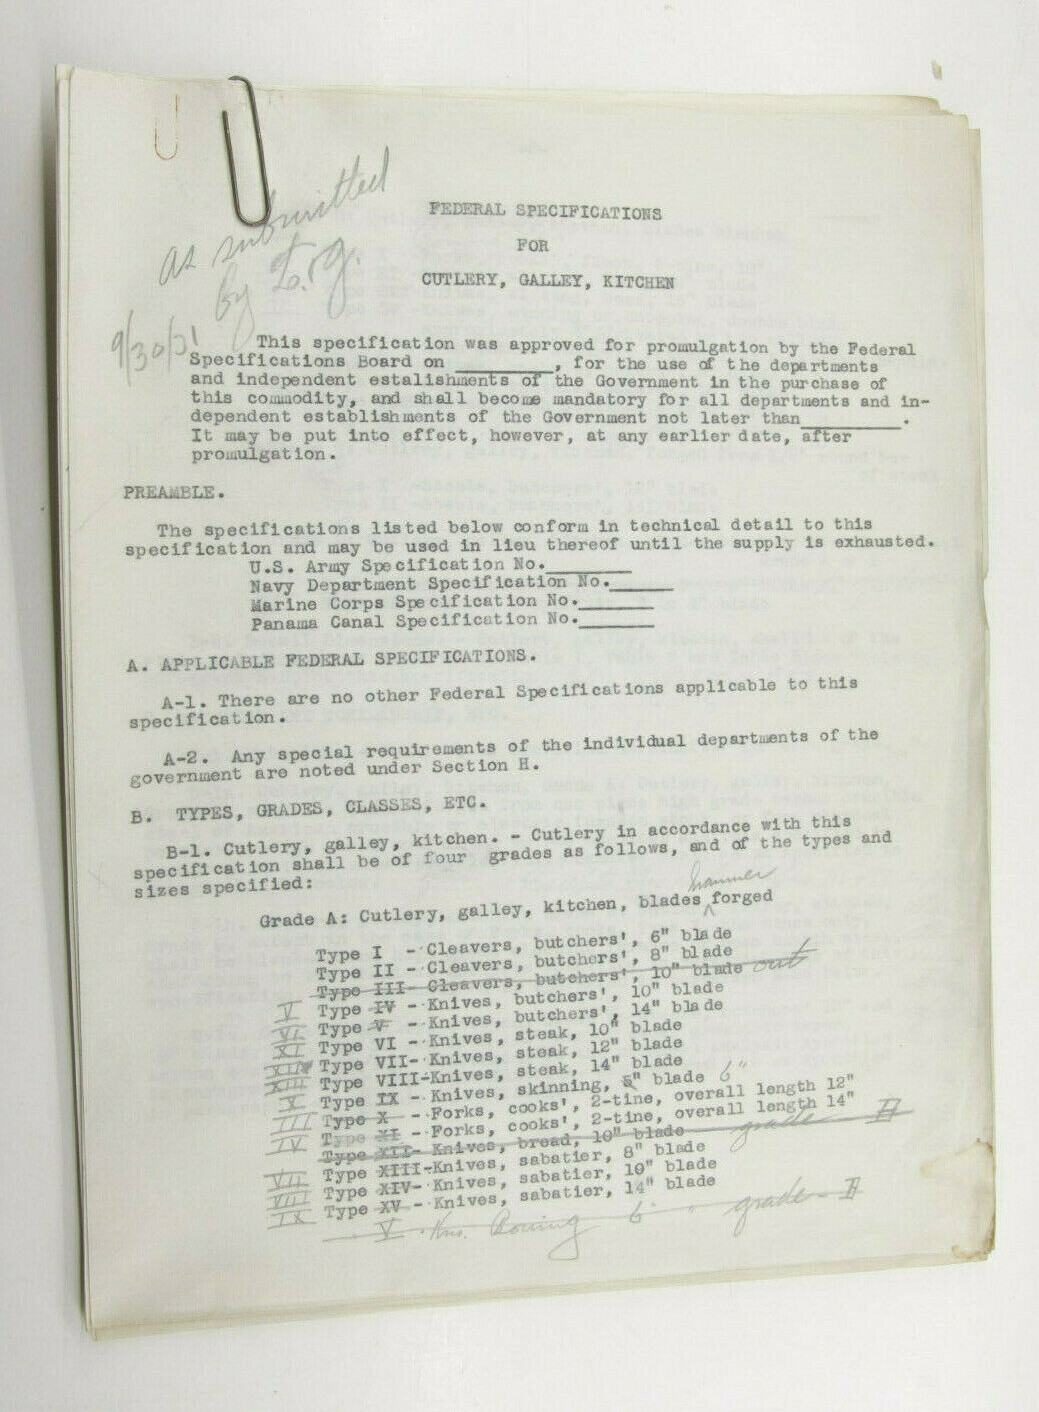 as submitted
by L. G.
9/30/31
FEDERAL SPECIFICATIONS
FOR
CUTLERY, GALLEY, KITCHEN
This specification was approved for promulgation by the Federal
Specifications Board on __________, for the use of the departments
and independent estalishments of the Government in the purchase of
this commodity, and shall become mandatory for all departments and in-
dependent establishments of the Government not later than__________.
It may be put into effect, however, at any earlier date, after
promulgation.
PREAMBLE.
The specifications listed below conform in technical detail to this
specification and may be used in lieu thereof until the supply is exhausted.
U.S. Army Specification No.________
Navy Department Specification No.______
Marine Corps Specification No.________
Panama Canal Specification No.________
A. APPLICABLE FEDERAL SPECIFICATIONS.
A-1. There are no other Federal Specifications applicable to this
specification.
A-2. Any special requirements of the individual departments of the
government are noted under Section H.
B. TYPES, GRADES, CLASSES, ETC.
B-1. Cutlery, galley, kitchen. - Cutlery in accordance with this
specification shall be of four grades as follows, and of the types and
sizes specified:
hammer
Grade A: Cutlery, galley, kitchen, blades forged
Type I - Cleavers, butchers', 6" blade
Type II - Cleavers, butchers', 8" blade
Type III- Cleavers, butchers', 10" blade out
V Type IV - Knives, butchers', 10" blade
VI Type V - Knives, butchers', 14" blade
XI Type VI - Knives, steak, 10" blade
XII Type VII- Knives, steak, 12" blade
XIII Type VIII-Knives, steak, 14" blade
X Type IX - Knives, skinning, 5" blade 6"
III Type X - Forks, cooks', 2-tine, overall length 12"
IV Type XI - Forks, cooks', 2-tine, overall length 14"
Type XII- Knives, bread, 10" blade grade II
VII Type XIII-Knives, sabatier, 8" blade
VIII Type XIV- Knives, sabatier, 10" blade
IX Type XV - Knives, sabatier, 14" blade
V Kns. Boning 6" grade - II